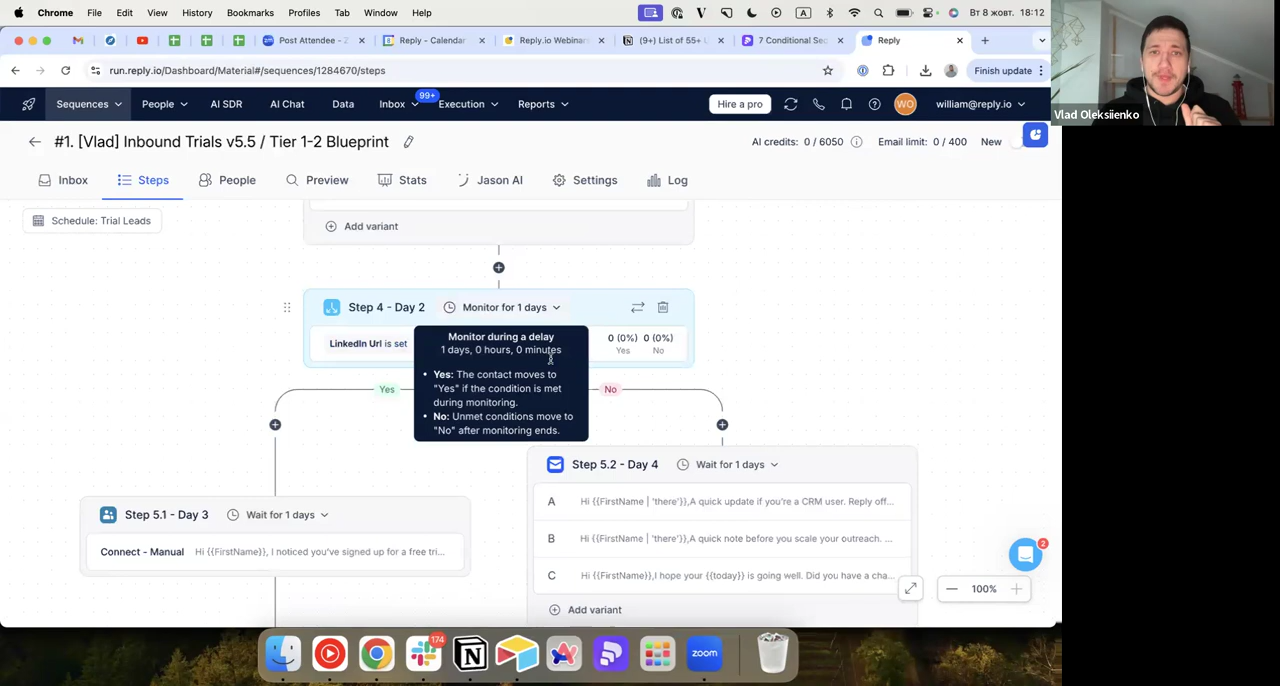 Chrome File Edit View History Bookmarks Profiles Tab Window Help
A Вт 8 жовт. 18:12
Post Attendee - Z
Reply - Calendar
Reply.io Webinar
(9+) List of 55+
7 Conditional Seq
Reply
run.reply.io/Dashboard/Material#/sequences/1284670/steps
Finish update
Vlad Oleksiienko
Sequences People AI SDR AI Chat Data Inbox 99+ Execution Reports
Hire a pro
WO
william@reply.io
#1. [Vlad] Inbound Trials v5.5 / Tier 1-2 Blueprint
AI credits: 0 / 6050
Email limit: 0 / 400
New
Inbox Steps People Preview Stats Jason AI Settings Log
Schedule: Trial Leads
Add variant
Step 4 - Day 2 Monitor for 1 days
LinkedIn Url is set
0 (0%) 0 (0%)
Yes No
Monitor during a delay
1 days, 0 hours, 0 minutes
• Yes: The contact moves to
"Yes" if the condition is met
during monitoring.
• No: Unmet conditions move to
"No" after monitoring ends.
Yes
No
Step 5.2 - Day 4 Wait for 1 days
A Hi {{FirstName | 'there'}},A quick update if you're a CRM user. Reply off...
B Hi {{FirstName | 'there'}},A quick note before you scale your outreach. ...
C Hi {{FirstName}},I hope your {{today}} is going well. Did you have a cha...
Add variant
Step 5.1 - Day 3 Wait for 1 days
Connect - Manual Hi {{FirstName}}, I noticed you've signed up for a free tri...
2
100%
174
zoom